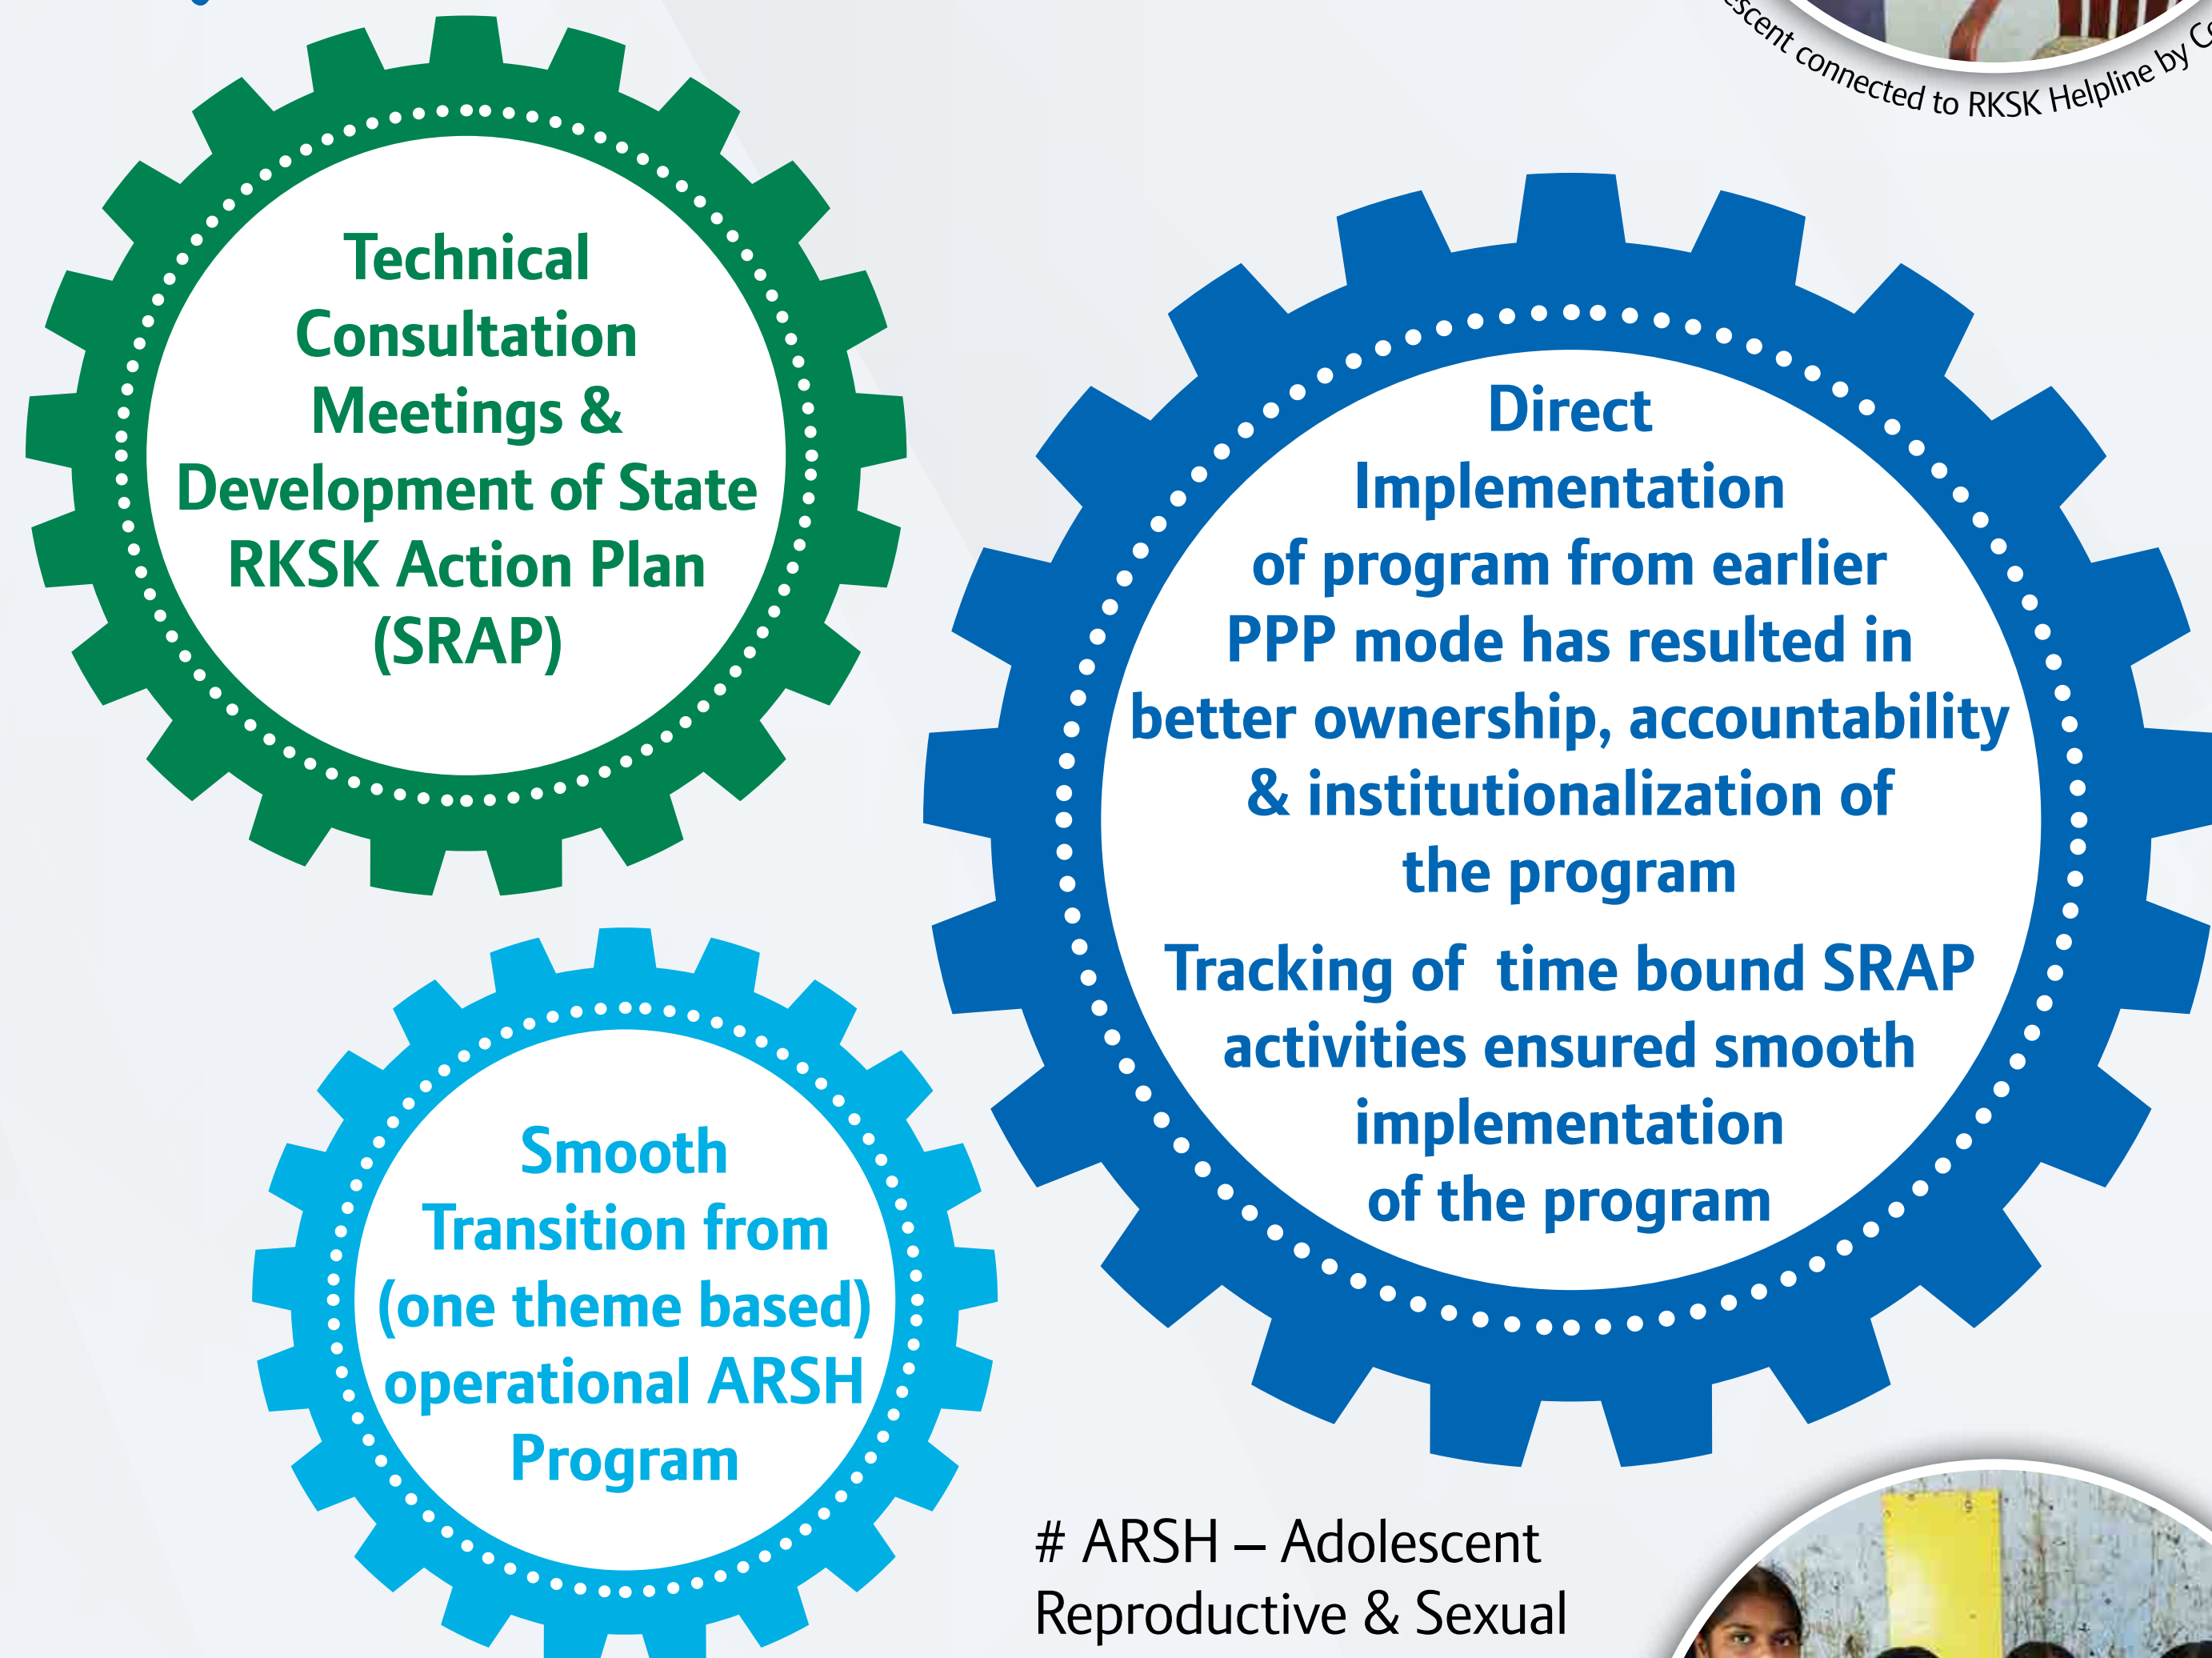 connected to RKSK Helpline by
Technical
Consultation
Meetings &
Development of State
RKSK Action Plan
(SRAP)
Direct
Implementation
of program from earlier
PPP mode has resulted in
better ownership, accountability
& institutionalization of
the program
Tracking of time bound SRAP
activities ensured smooth
implementation
of the program
Smooth
Transition from
(one theme based)
operational ARSH
Program
# ARSH – Adolescent
Reproductive & Sexual